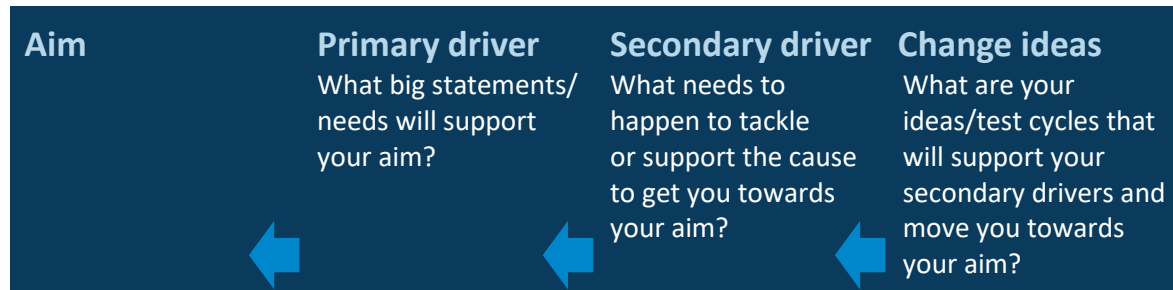 Aim
Primary driver
What big statements/
needs will support
your aim?
Secondary driver
What needs to
happen to tackle
or support the cause
to get you towards
your aim?
Change ideas
What are your
ideas/test cycles that
will support your
secondary drivers and
move you towards
your aim?